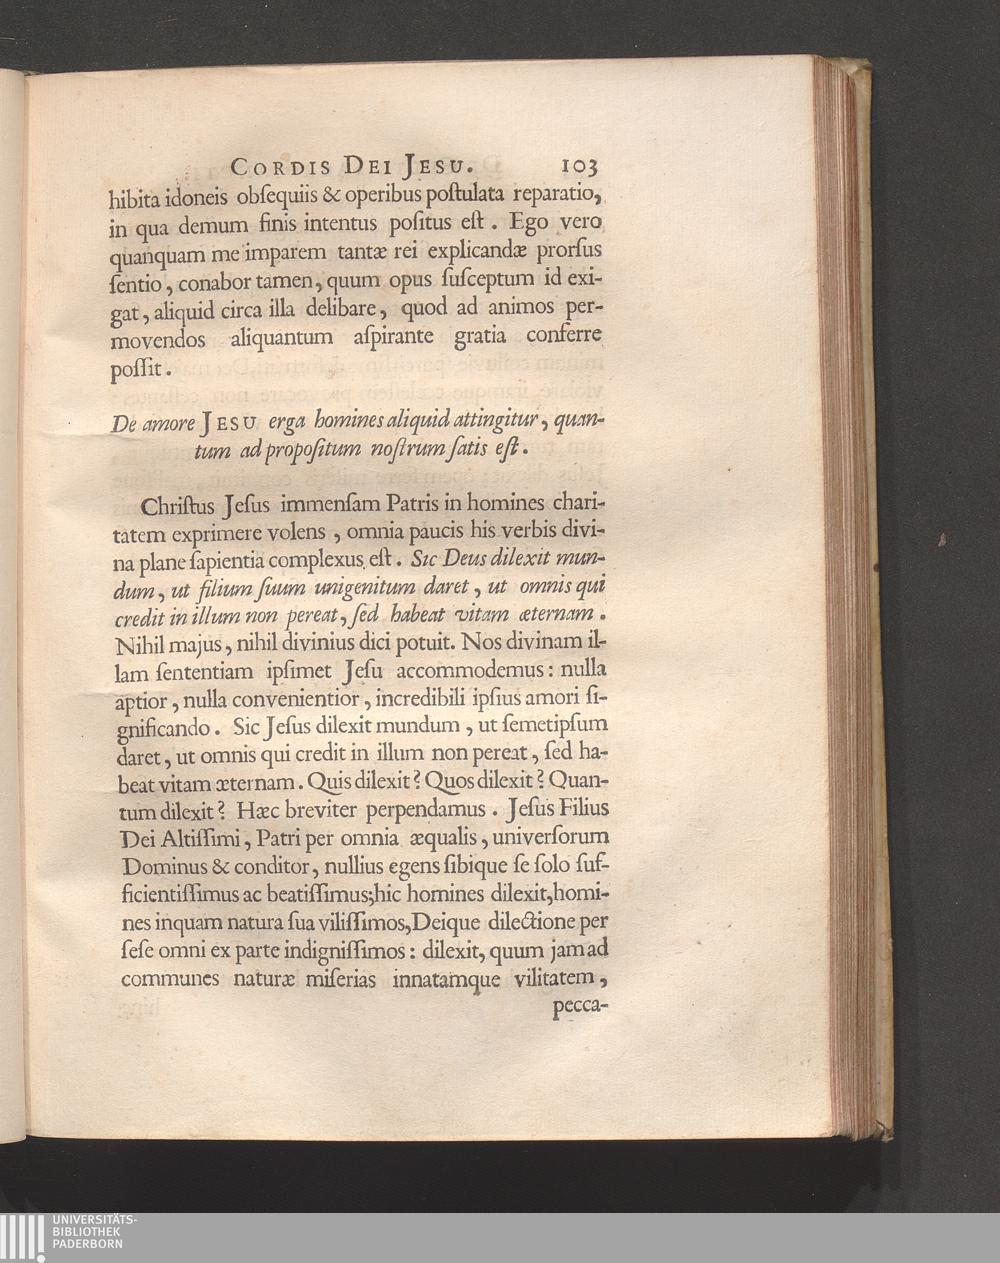 CORDIS DEI JESU. 103
hibita idoneis obſequiis & operibus poſtulata reparatio,
in qua demum finis intentus poſitus eſt. Ego vero
quanquam me imparem tantæ rei explicandæ prorſus
ſentio, conabor tamen, quum opus ſuſceptum id exi-
gat, aliquid circa illa delibare, quod ad animos per-
movendos aliquantum aſpirante gratia conferre
poſſit.
De amore JESU erga homines aliquid attingitur, quan-
tum ad propoſitum noſtrum ſatis eſt.
Chriſtus Jeſus immenſam Patris in homines chari-
tatem exprimere volens, omnia paucis his verbis divi-
na plane ſapientia complexus eſt. Sic Deus dilexit mun-
dum, ut filium ſuum unigenitum daret, ut omnis qui
credit in illum non pereat, ſed habeat vitam æternam.
Nihil majus, nihil divinius dici potuit. Nos divinam il-
lam ſententiam ipſimet Jeſu accommodemus: nulla
aptior, nulla convenientior, incredibili ipſius amori ſi-
gnificando. Sic Jeſus dilexit mundum, ut ſemetipſum
daret, ut omnis qui credit in illum non pereat, ſed ha-
beat vitam æternam. Quis dilexit? Quos dilexit? Quan-
tum dilexit? Hæc breviter perpendamus. Jeſus Filius
Dei Altiſſimi, Patri per omnia æqualis, univerſorum
Dominus & conditor, nullius egens ſibique ſe ſolo ſuf-
ficientiſſimus ac beatiſſimus; hic homines dilexit, homi-
nes inquam natura ſua viliſſimos, Deique dilectione per
ſeſe omni ex parte indigniſſimos: dilexit, quum jam ad
communes naturæ miſerias innatamque vilitatem,
pecca-
UNIVERSITÄTS-
BIBLIOTHEK
PADERBORN